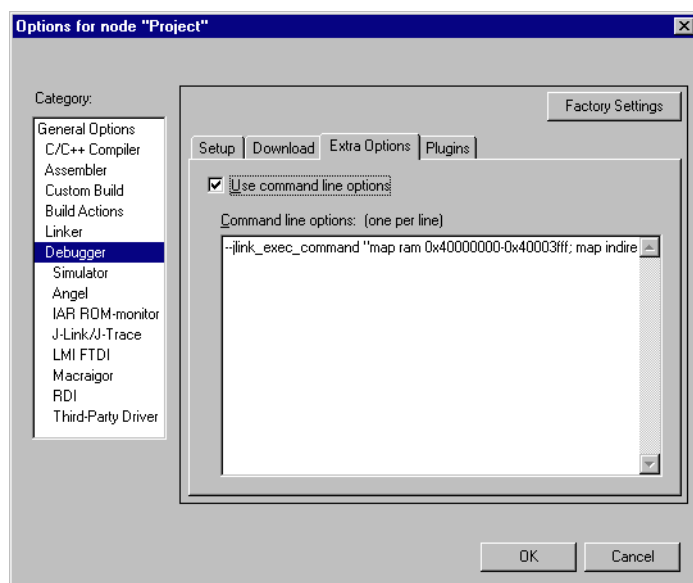 Options for node "Project"
Category:
General Options
C/C++ Compiler
Assembler
Custom Build
Build Actions
Linker
Debugger
Simulator
Angel
IAR ROM-monitor
J-Link/J-Trace
LMI FTDI
Macraigor
RDI
Third-Party Driver
Factory Settings
Setup Download Extra Options Plugins
Use command line options
Command line options: (one per line)
--jlink_exec_command "map ram 0x40000000-0x40003fff; map indire
OK Cancel